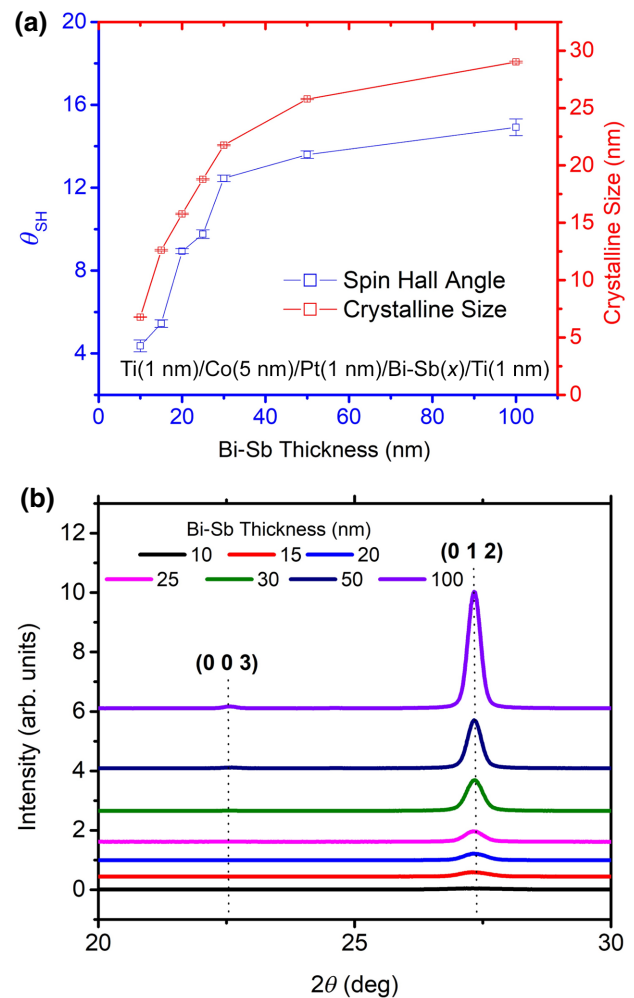 (a)
20
16
12
8
4
θSH
30
25
20
15
10
5
0
Crystalline Size (nm)
Spin Hall Angle
Crystalline Size
Ti(1 nm)/Co(5 nm)/Pt(1 nm)/Bi-Sb(x)/Ti(1 nm)
0 20 40 60 80 100
Bi-Sb Thickness (nm)
(b)
12
10
8
6
4
2
0
Intensity (arb. units)
Bi-Sb Thickness (nm)
10 15 20
25 30 50 100
(0 1 2)
(0 0 3)
20 25 30
2θ (deg)